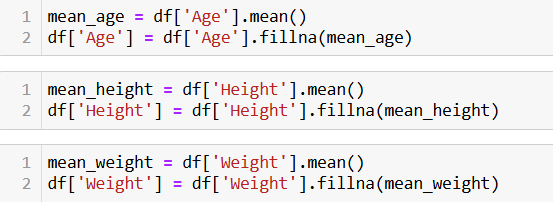 1 mean_age = df['Age'].mean()
2 df['Age'] = df['Age'].fillna(mean_age)
1 mean_height = df['Height'].mean()
2 df['Height'] = df['Height'].fillna(mean_height)
1 mean_weight = df['Weight'].mean()
2 df['Weight'] = df['Weight'].fillna(mean_weight)